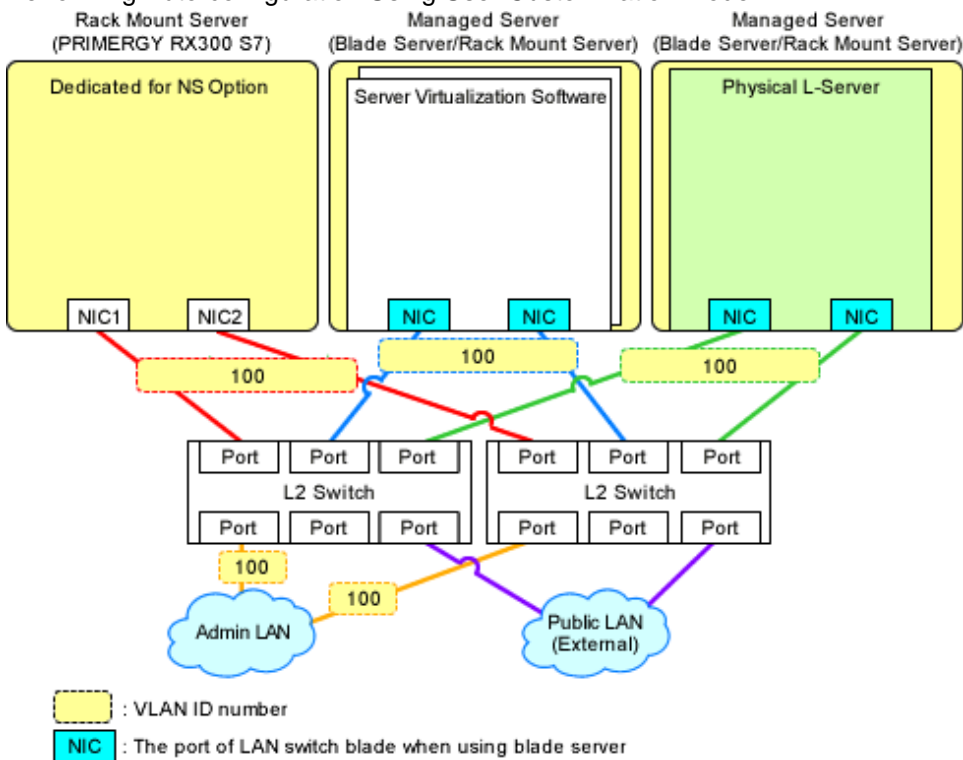 Rack Mount Server
(PRIMERGY RX300 S7)
Managed Server
(Blade Server/Rack Mount Server)
Managed Server
(Blade Server/Rack Mount Server)
Dedicated for NS Option
Server Virtualization Software
Physical L-Server
NIC1
NIC2
NIC
NIC
NIC
NIC
100
100
100
Port
Port
Port
Port
Port
Port
L2 Switch
L2 Switch
Port
Port
Port
Port
Port
Port
100
100
Admin LAN
Public LAN
(External)
: VLAN ID number
NIC : The port of LAN switch blade when using blade server